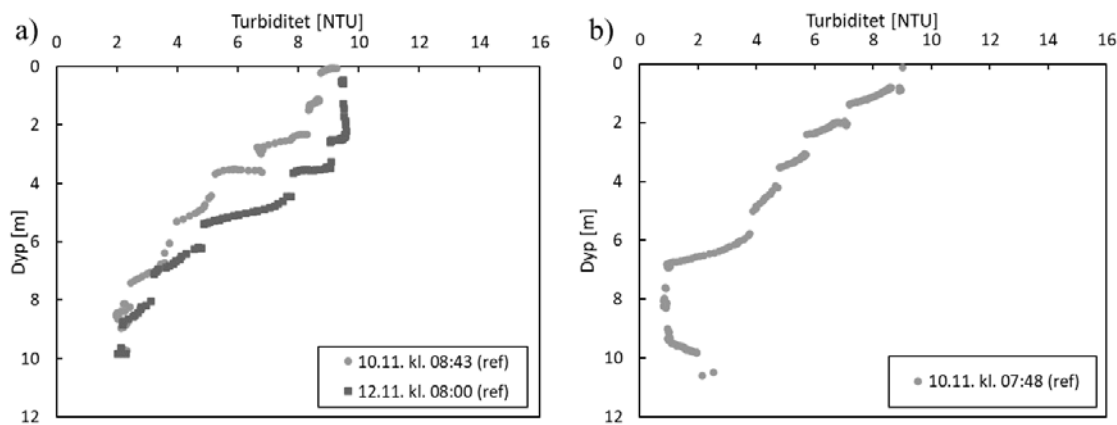 a)
Turbiditet [NTU]
0 2 4 6 8 10 12 14 16
0
2
4
6
8
10
12
Dyp [m]
10.11. kl. 08:43 (ref)
12.11. kl. 08:00 (ref)
b)
Turbiditet [NTU]
0 2 4 6 8 10 12 14 16
0
2
4
6
8
10
12
Dyp [m]
10.11. kl. 07:48 (ref)